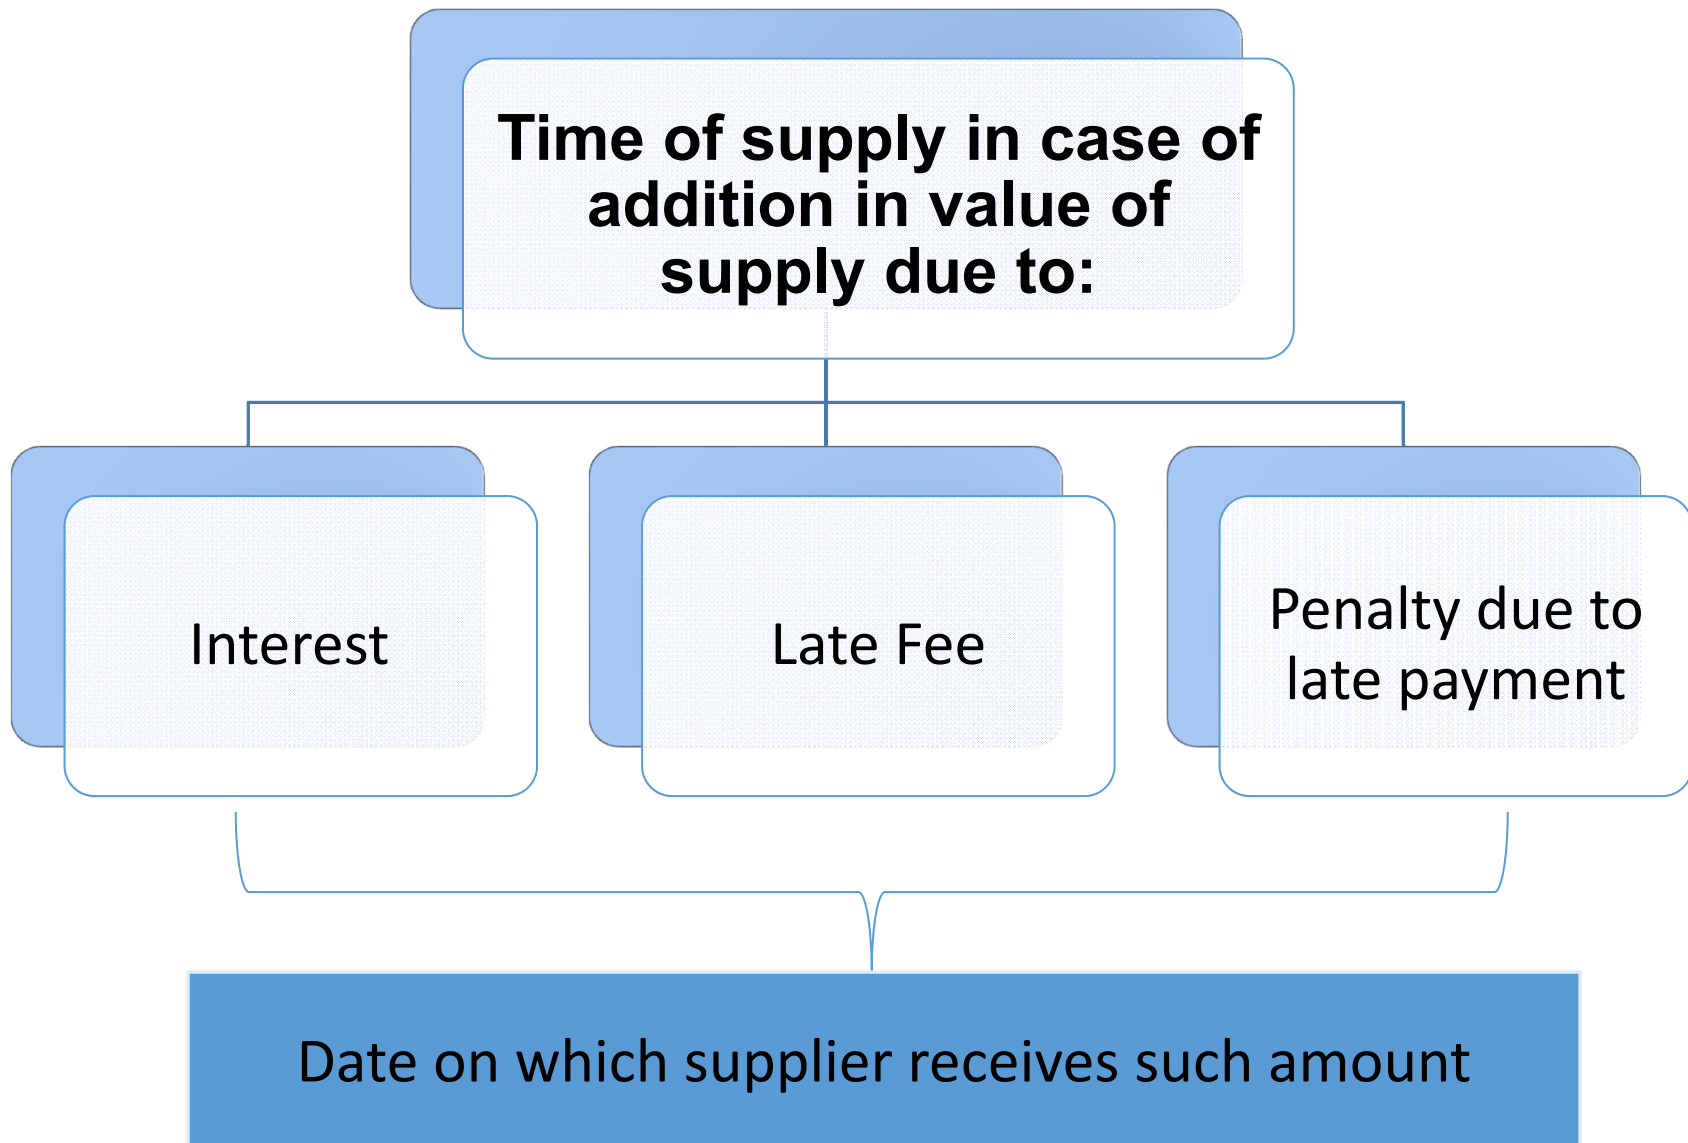 Time of supply in case of
addition in value of
supply due to:
Interest
Late Fee
Penalty due to
late payment
Date on which supplier receives such amount